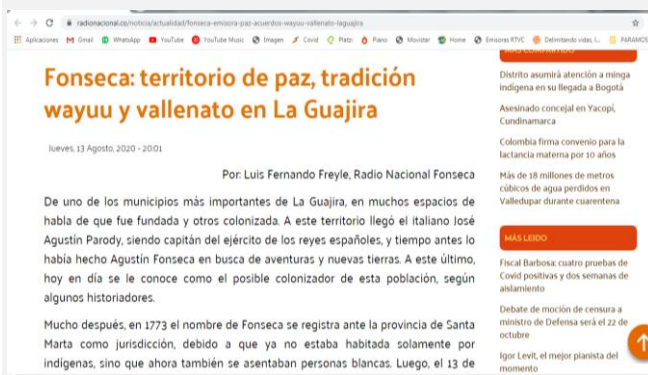 radionacional.co/noticia/actualidad/fonseca-emisora-paz-acuerdos-wayuu-vallenato-laguajira
Aplicaciones Gmail WhatsApp YouTube YouTube Music Imagen Covid Platzi Piano Movistar Home Emisoras RTVC Delimitando vidas, L... PARAMOS
Fonseca: territorio de paz, tradición
wayuu y vallenato en La Guajira
Jueves, 13 Agosto, 2020 - 20:01
Por: Luis Fernando Freyle, Radio Nacional Fonseca
De uno de los municipios más importantes de La Guajira, en muchos espacios de
habla de que fue fundada y otros colonizada. A este territorio llegó el italiano José
Agustín Parody, siendo capitán del ejército de los reyes españoles, y tiempo antes lo
había hecho Agustín Fonseca en busca de aventuras y nuevas tierras. A este último,
hoy en día se le conoce como el posible colonizador de esta población, según
algunos historiadores.
Mucho después, en 1773 el nombre de Fonseca se registra ante la provincia de Santa
Marta como jurisdicción, debido a que ya no estaba habitada solamente por
indígenas, sino que ahora también se asentaban personas blancas. Luego, el 13 de
MÁS COMPARTIDO
Distrito asumirá atención a minga
indígena en su llegada a Bogotá
Asesinado concejal en Yacopí,
Cundinamarca
Colombia firma convenio para la
lactancia materna por 10 años
Más de 18 millones de metros
cúbicos de agua perdidos en
Valledupar durante cuarentena
MÁS LEIDO
Fiscal Barbosa: cuatro pruebas de
Covid positivas y dos semanas de
aislamiento
Debate de moción de censura a
ministro de Defensa será el 22 de
octubre
Igor Levit, el mejor pianista del
momento